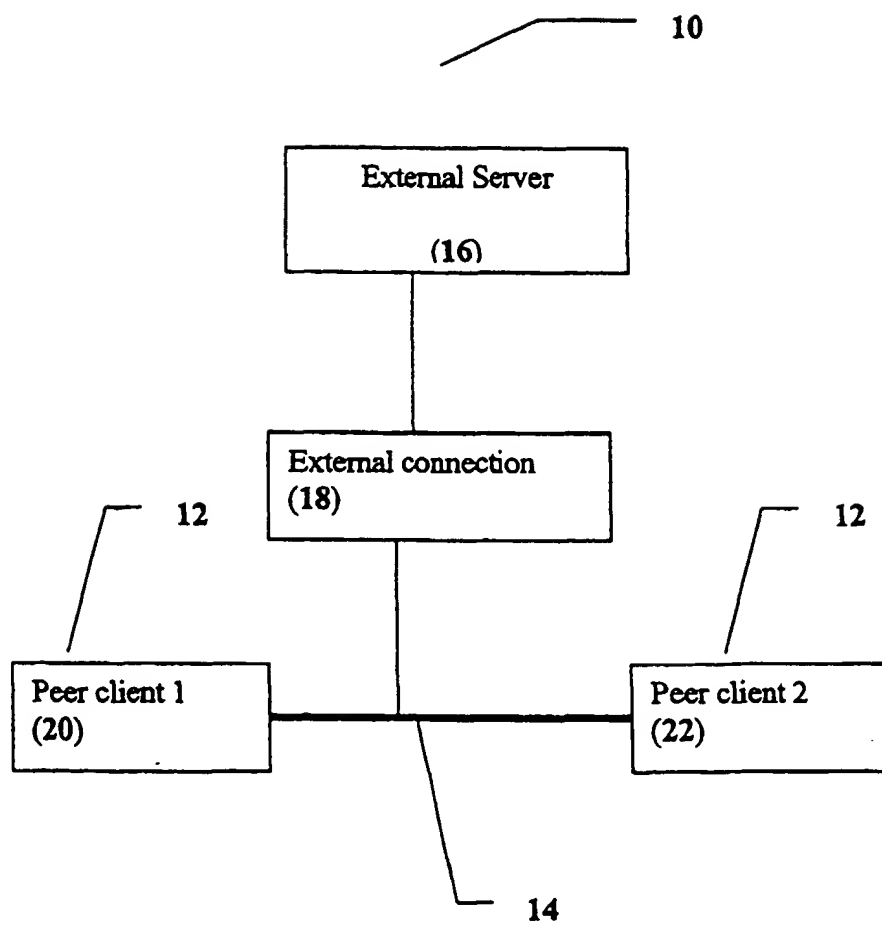 10
External Server
(16)
External connection
(18)
12
12
Peer client 1
(20)
Peer client 2
(22)
14